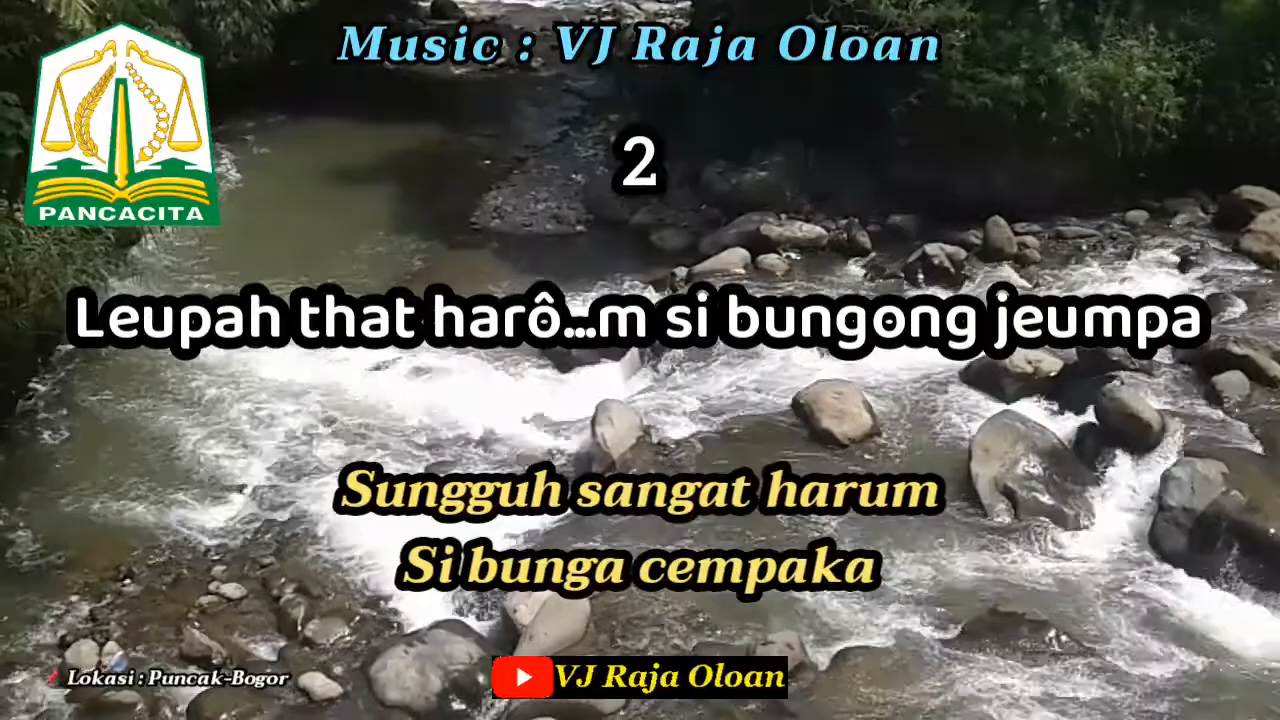 Music : VJ Raja Oloan
PANCACITA
2
Leupah that harô...m si bungong jeumpa
Sungguh sangat harum
Si bunga cempaka
Lokasi : Puncak-Bogor
VJ Raja Oloan